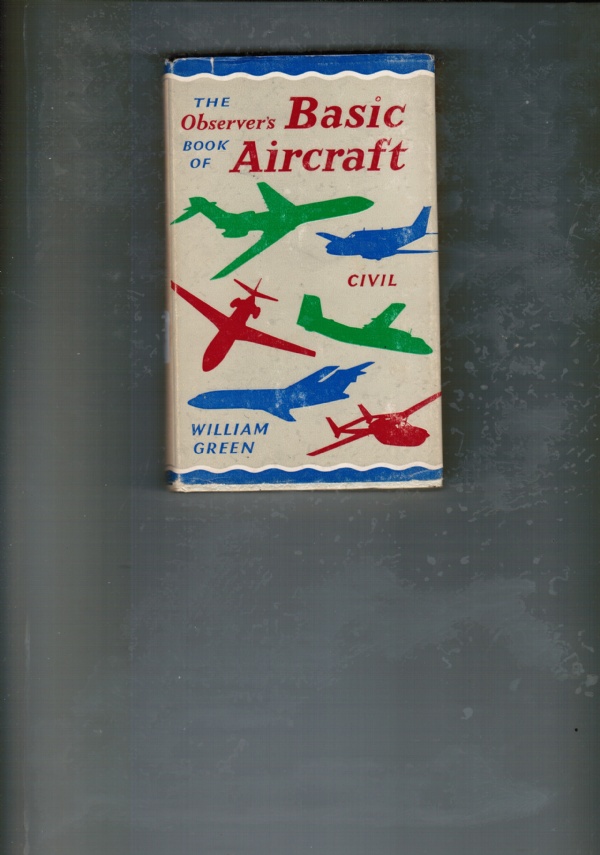 THE
Observer's Basic
BOOK
OF Aircraft
CIVIL
WILLIAM
GREEN